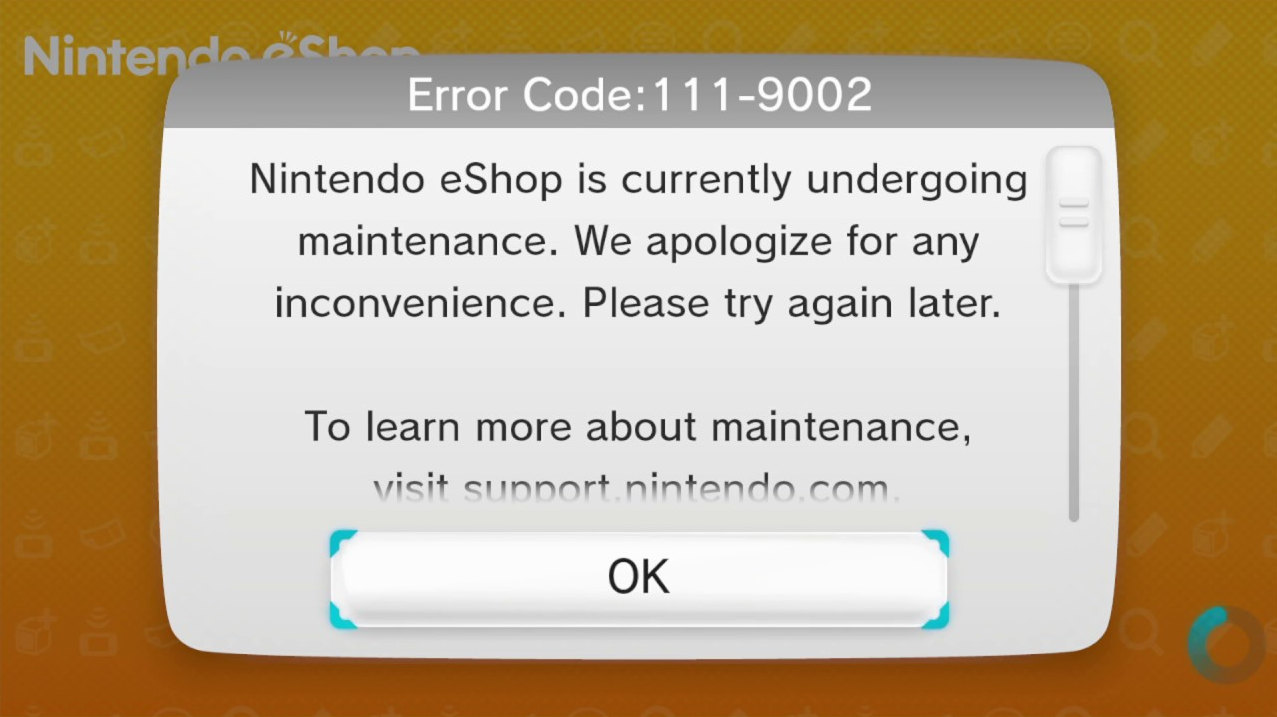 Nintendo eShop
Error Code:111-9002
Nintendo eShop is currently undergoing
maintenance. We apologize for any
inconvenience. Please try again later.
To learn more about maintenance,
visit support.nintendo.com.
OK